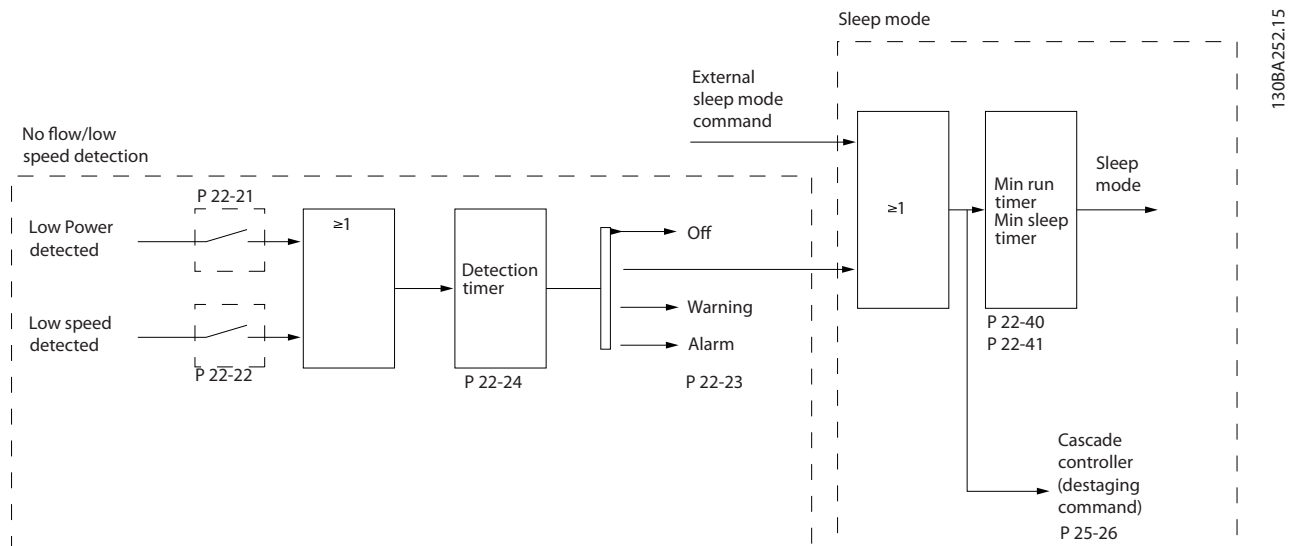 Sleep mode
130BA252.15
External
sleep mode
command
No flow/low
speed detection
P 22-21
Low Power
detected
≥1
Detection
timer
Off
Warning
Alarm
Low speed
detected
P 22-22
P 22-24
P 22-23
≥1
Min run
timer
Min sleep
timer
Sleep
mode
P 22-40
P 22-41
Cascade
controller
(destaging
command)
P 25-26